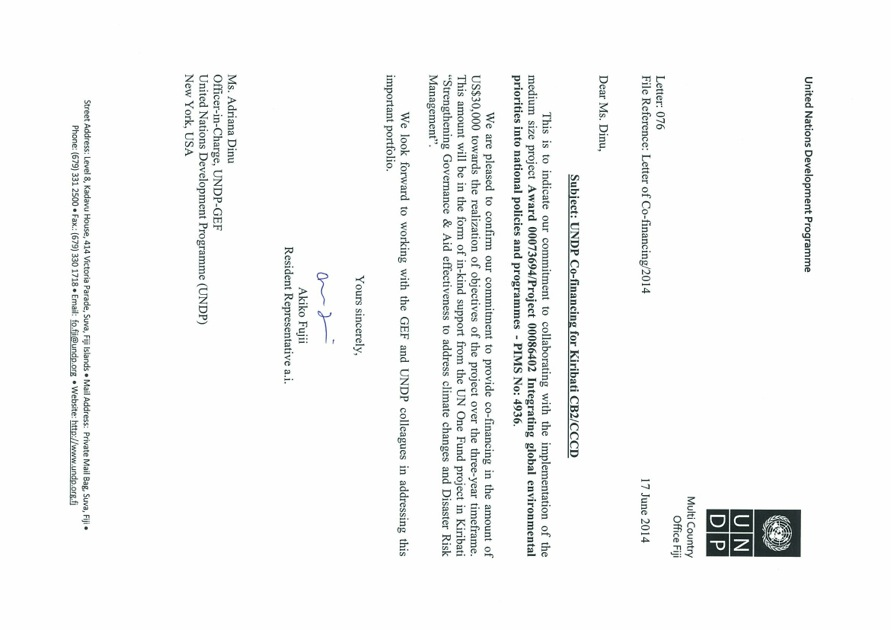 United Nations Development Programme
U N
D P
Multi Country
Office Fiji
Letter: 076
File Reference: Letter of Co-financing/2014
17 June 2014
Dear Ms. Dinu,
Subject: UNDP Co-financing for Kiribati CB2/CCCD
This is to indicate our commitment to collaborating with the implementation of the
medium size project Award 00073694/Project 00086402 Integrating global environmental
priorities into national policies and programmes - PIMS No: 4936.
We are pleased to confirm our commitment to provide co-financing in the amount of
US$30,000 towards the realization of objectives of the project over the three-year timeframe.
This amount will be in the form of in-kind support from the UN One Fund project in Kiribati
"Strengthening Governance & Aid effectiveness to address climate changes and Disaster Risk
Management".
We look forward to working with the GEF and UNDP colleagues in addressing this
important portfolio.
Yours sincerely,
Akiko Fujii
Resident Representative a.i.
Ms. Adriana Dinu
Officer-in-Charge, UNDP-GEF
United Nations Development Programme (UNDP)
New York, USA
Street Address: Level 8, Kadavu House, 414 Victoria Parade, Suva, Fiji Islands • Mail Address: Private Mail Bag, Suva, Fiji •
Phone: (679) 331 2500 • Fax: (679) 330 1718 • Email: fo.fj@undp.org • Website: http://www.undp.org.fj